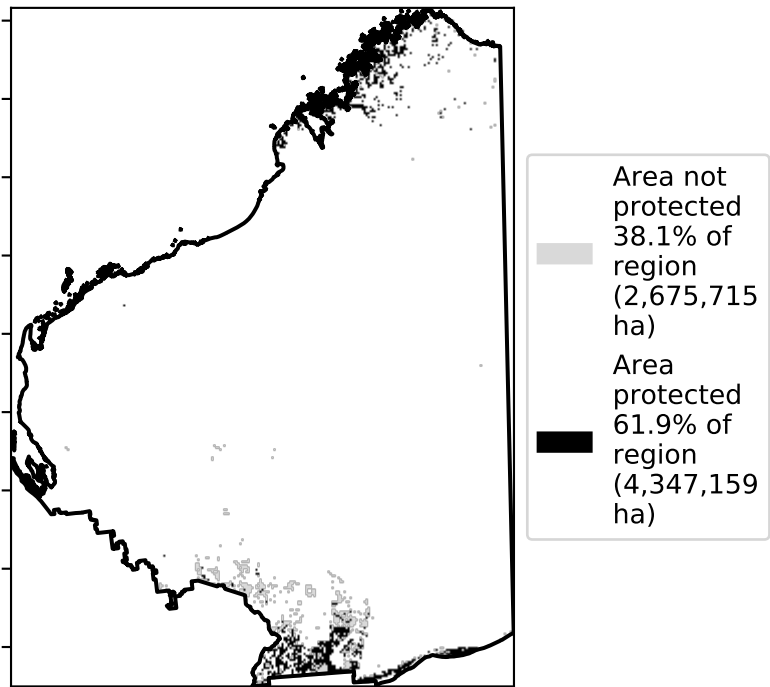 Area not
protected
38.1% of
region
(2,675,715
ha)
Area
protected
61.9% of
region
(4,347,159
ha)